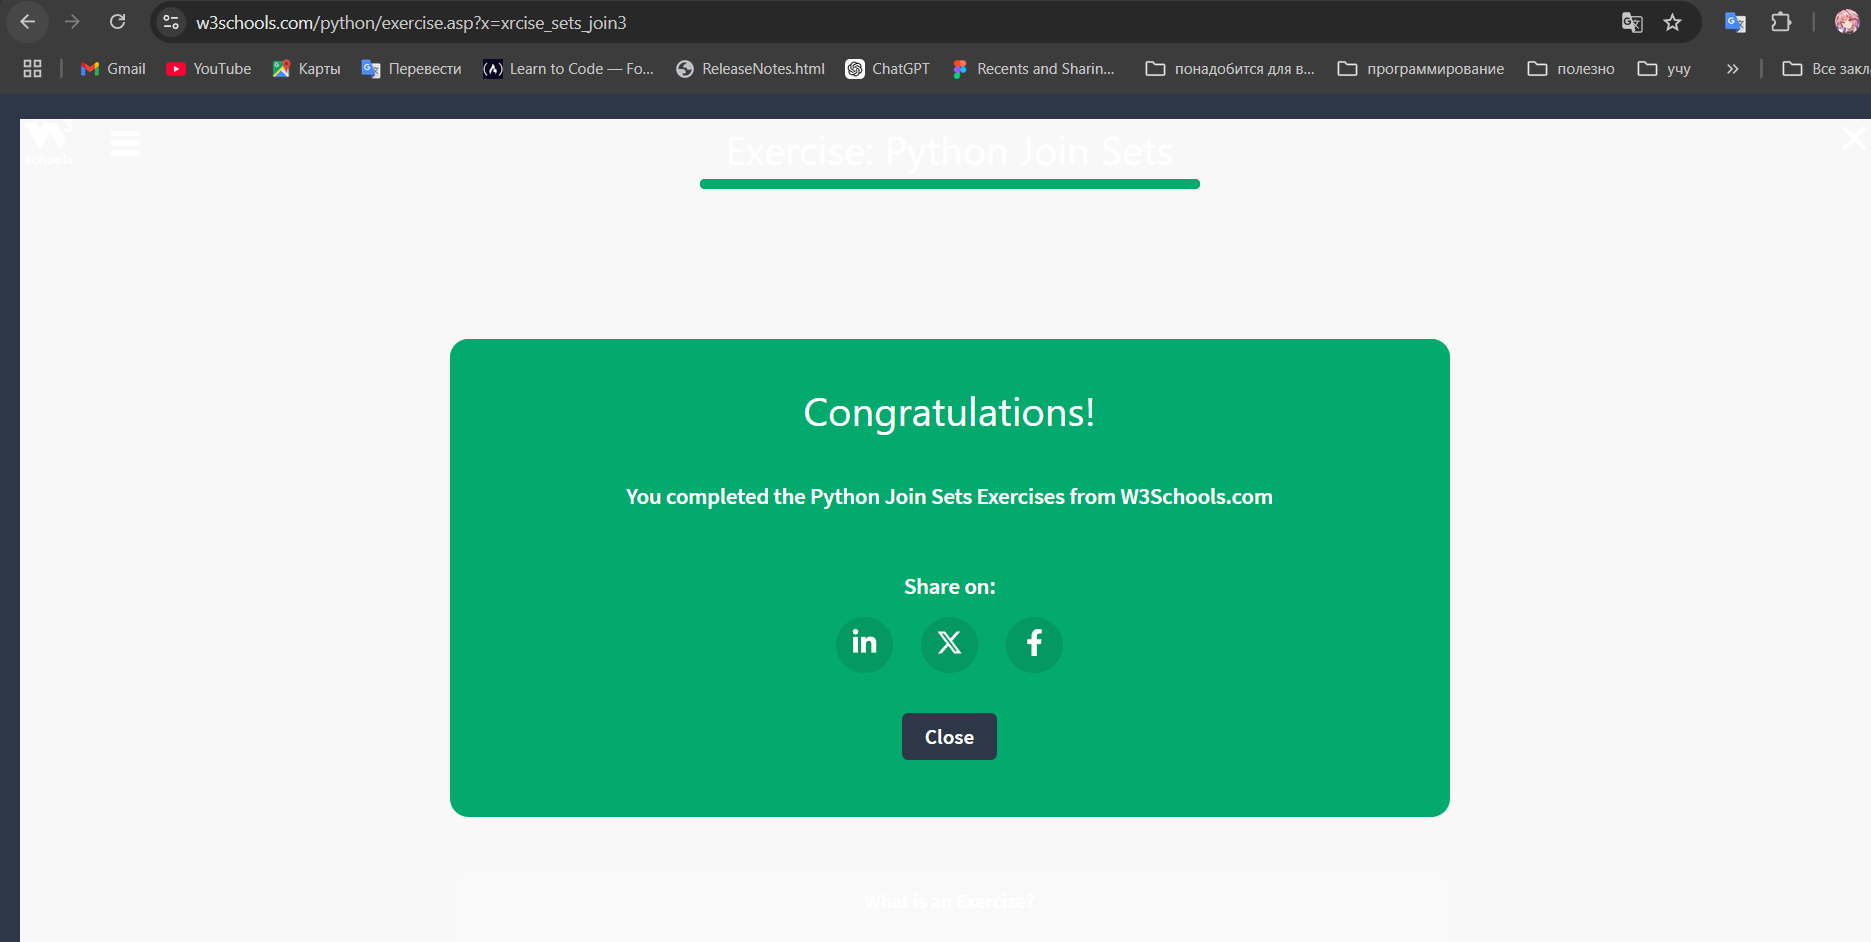 w3schools.com/python/exercise.asp?x=xrcise_sets_join3
Gmail YouTube Карты Перевести Learn to Code — Fo... ReleaseNotes.html ChatGPT Recents and Sharin... понадобится для в... программирование полезно учу » Все закл
schools
Exercise: Python Join Sets
Congratulations!
You completed the Python Join Sets Exercises from W3Schools.com
Share on:
Close
What is an Exercise?